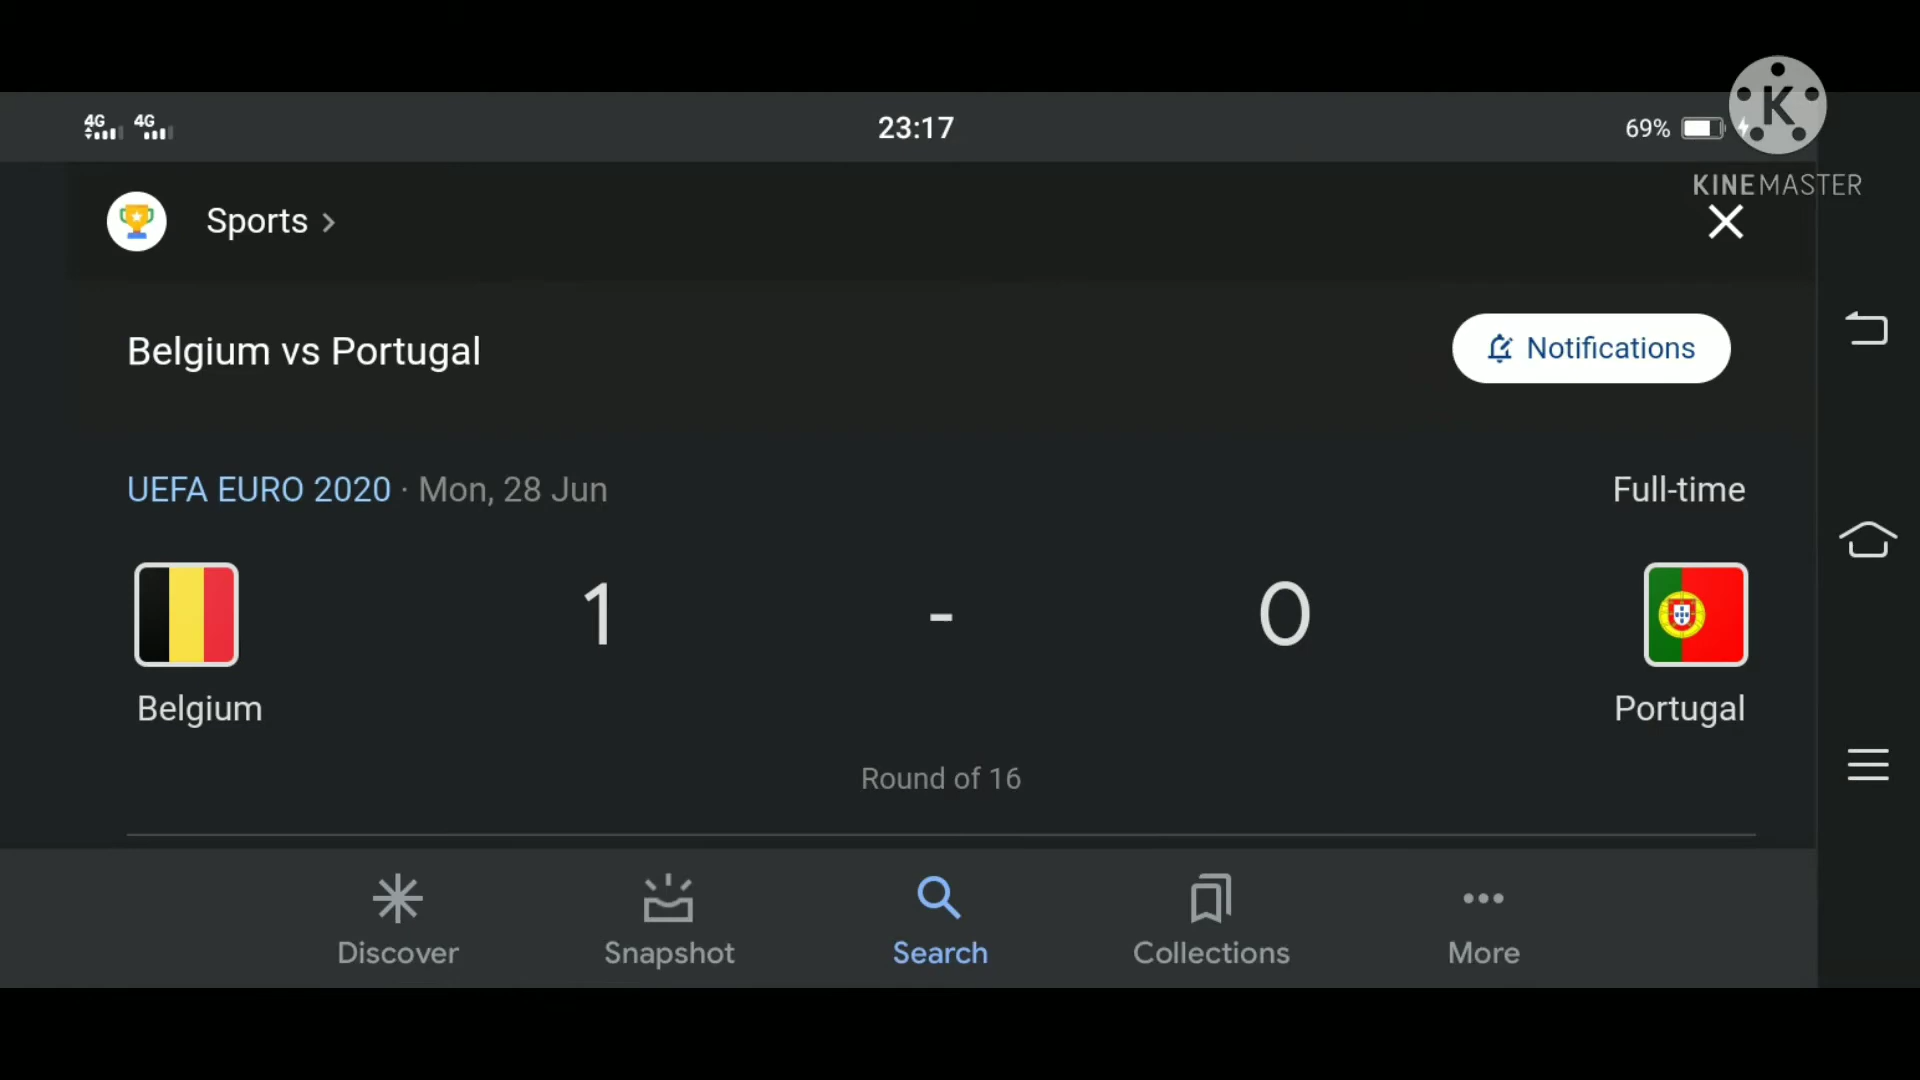 4G 4G 23:17 69%
K
KINEMASTER
Sports
Belgium vs Portugal
Notifications
UEFA EURO 2020 · Mon, 28 Jun
Full-time
1 - 0
Belgium
Portugal
Round of 16
Discover
Snapshot
Search
Collections
More